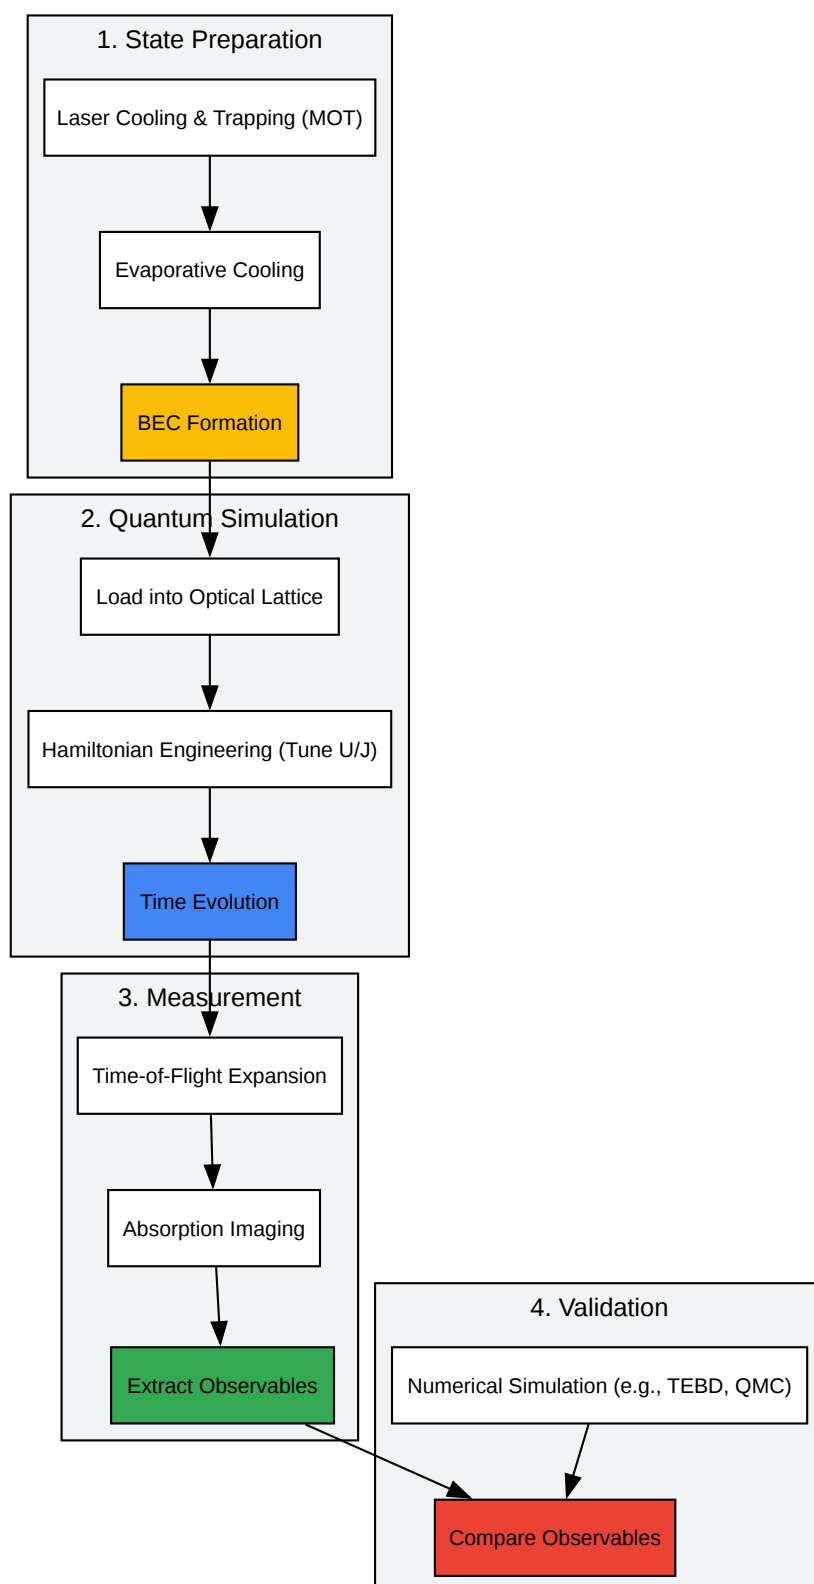 1. State Preparation
Laser Cooling & Trapping (MOT)
Evaporative Cooling
BEC Formation
2. Quantum Simulation
Load into Optical Lattice
Hamiltonian Engineering (Tune U/J)
Time Evolution
3. Measurement
Time-of-Flight Expansion
Absorption Imaging
Extract Observables
4. Validation
Numerical Simulation (e.g., TEBD, QMC)
Compare Observables